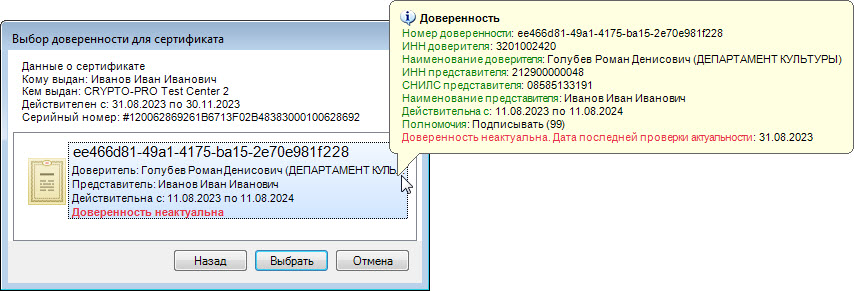 Выбор доверенности для сертификата
Данные о сертификате
Кому выдан: Иванов Иван Иванович
Кем выдан: CRYPTO-PRO Test Center 2
Действителен с: 31.08.2023 по 30.11.2023
Серийный номер: #120062869261B6713F02B48383000100628692
ee466d81-49a1-4175-ba15-2e70e981f228
Доверитель: Голубев Роман Денисович (ДЕПАРТАМЕНТ КУЛЬ
Представитель: Иванов Иван Иванович
Действительна с: 11.08.2023 по 11.08.2024
Доверенность неактуальна
Назад
Выбрать
Отмена
Доверенность
Номер доверенности: ee466d81-49a1-4175-ba15-2e70e981f228
ИНН доверителя: 3201002420
Наименование доверителя: Голубев Роман Денисович (ДЕПАРТАМЕНТ КУЛЬТУРЫ)
ИНН представителя: 212900000048
СНИЛС представителя: 08585133191
Наименование представителя: Иванов Иван Иванович
Действительна с: 11.08.2023 по 11.08.2024
Полномочия: Подписывать (99)
Доверенность неактуальна. Дата последней проверки актуальности: 31.08.2023